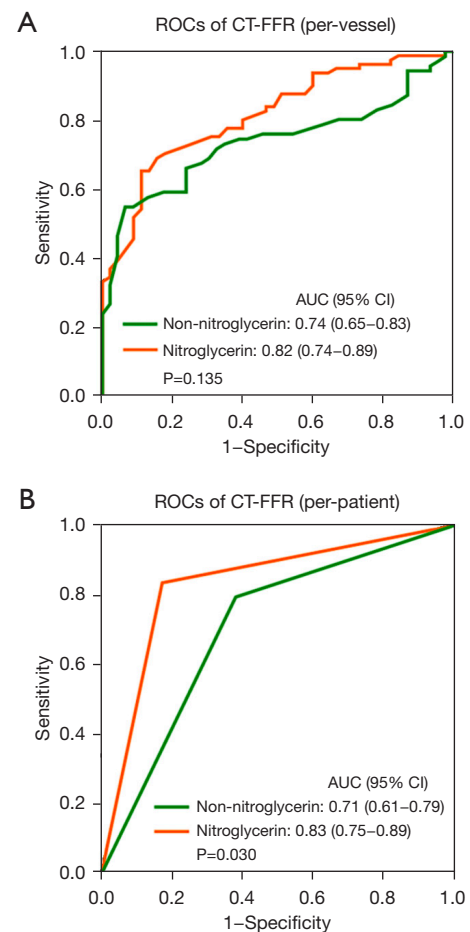 A
ROCs of CT-FFR (per-vessel)
1.0
0.8
0.6
0.4
0.2
0.0
Sensitivity
AUC (95% CI)
Non-nitroglycerin: 0.74 (0.65–0.83)
Nitroglycerin: 0.82 (0.74–0.89)
P=0.135
0.0 0.2 0.4 0.6 0.8 1.0
1−Specificity
B
ROCs of CT-FFR (per-patient)
1.0
0.8
0.6
0.4
0.2
0.0
Sensitivity
AUC (95% CI)
Non-nitroglycerin: 0.71 (0.61–0.79)
Nitroglycerin: 0.83 (0.75–0.89)
P=0.030
0.0 0.2 0.4 0.6 0.8 1.0
1−Specificity